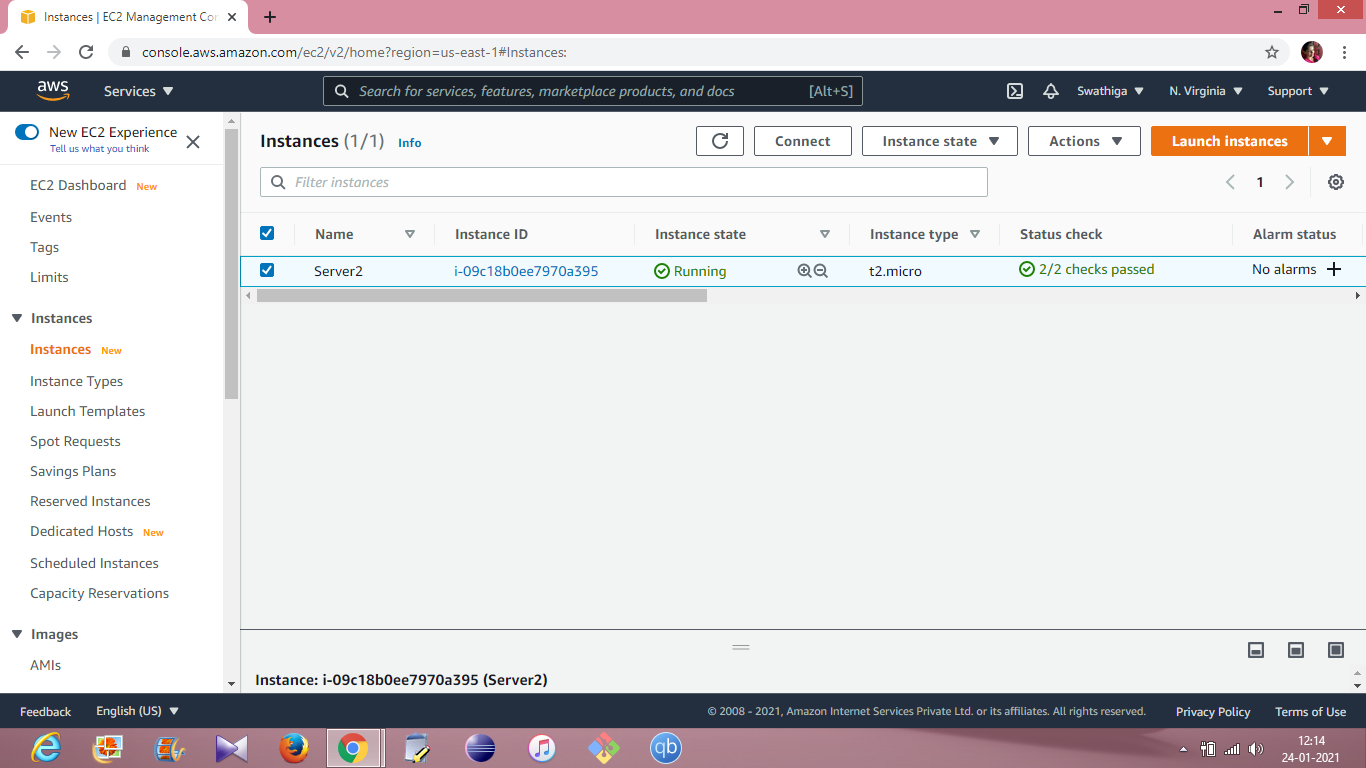 Instances | EC2 Management Con
console.aws.amazon.com/ec2/v2/home?region=us-east-1#Instances:
aws Services Search for services, features, marketplace products, and docs [Alt+S] Swathiga N. Virginia Support
New EC2 Experience
Tell us what you think
EC2 Dashboard New
Events
Tags
Limits
Instances
Instances New
Instance Types
Launch Templates
Spot Requests
Savings Plans
Reserved Instances
Dedicated Hosts New
Scheduled Instances
Capacity Reservations
Images
AMIs
Instances (1/1) Info Connect Instance state Actions Launch instances
Filter instances 1
Name Instance ID Instance state Instance type Status check Alarm status
Server2 i-09c18b0ee7970a395 Running t2.micro 2/2 checks passed No alarms
Instance: i-09c18b0ee7970a395 (Server2)
Feedback English (US) © 2008 - 2021, Amazon Internet Services Private Ltd. or its affiliates. All rights reserved. Privacy Policy Terms of Use
qb
12:14
24-01-2021